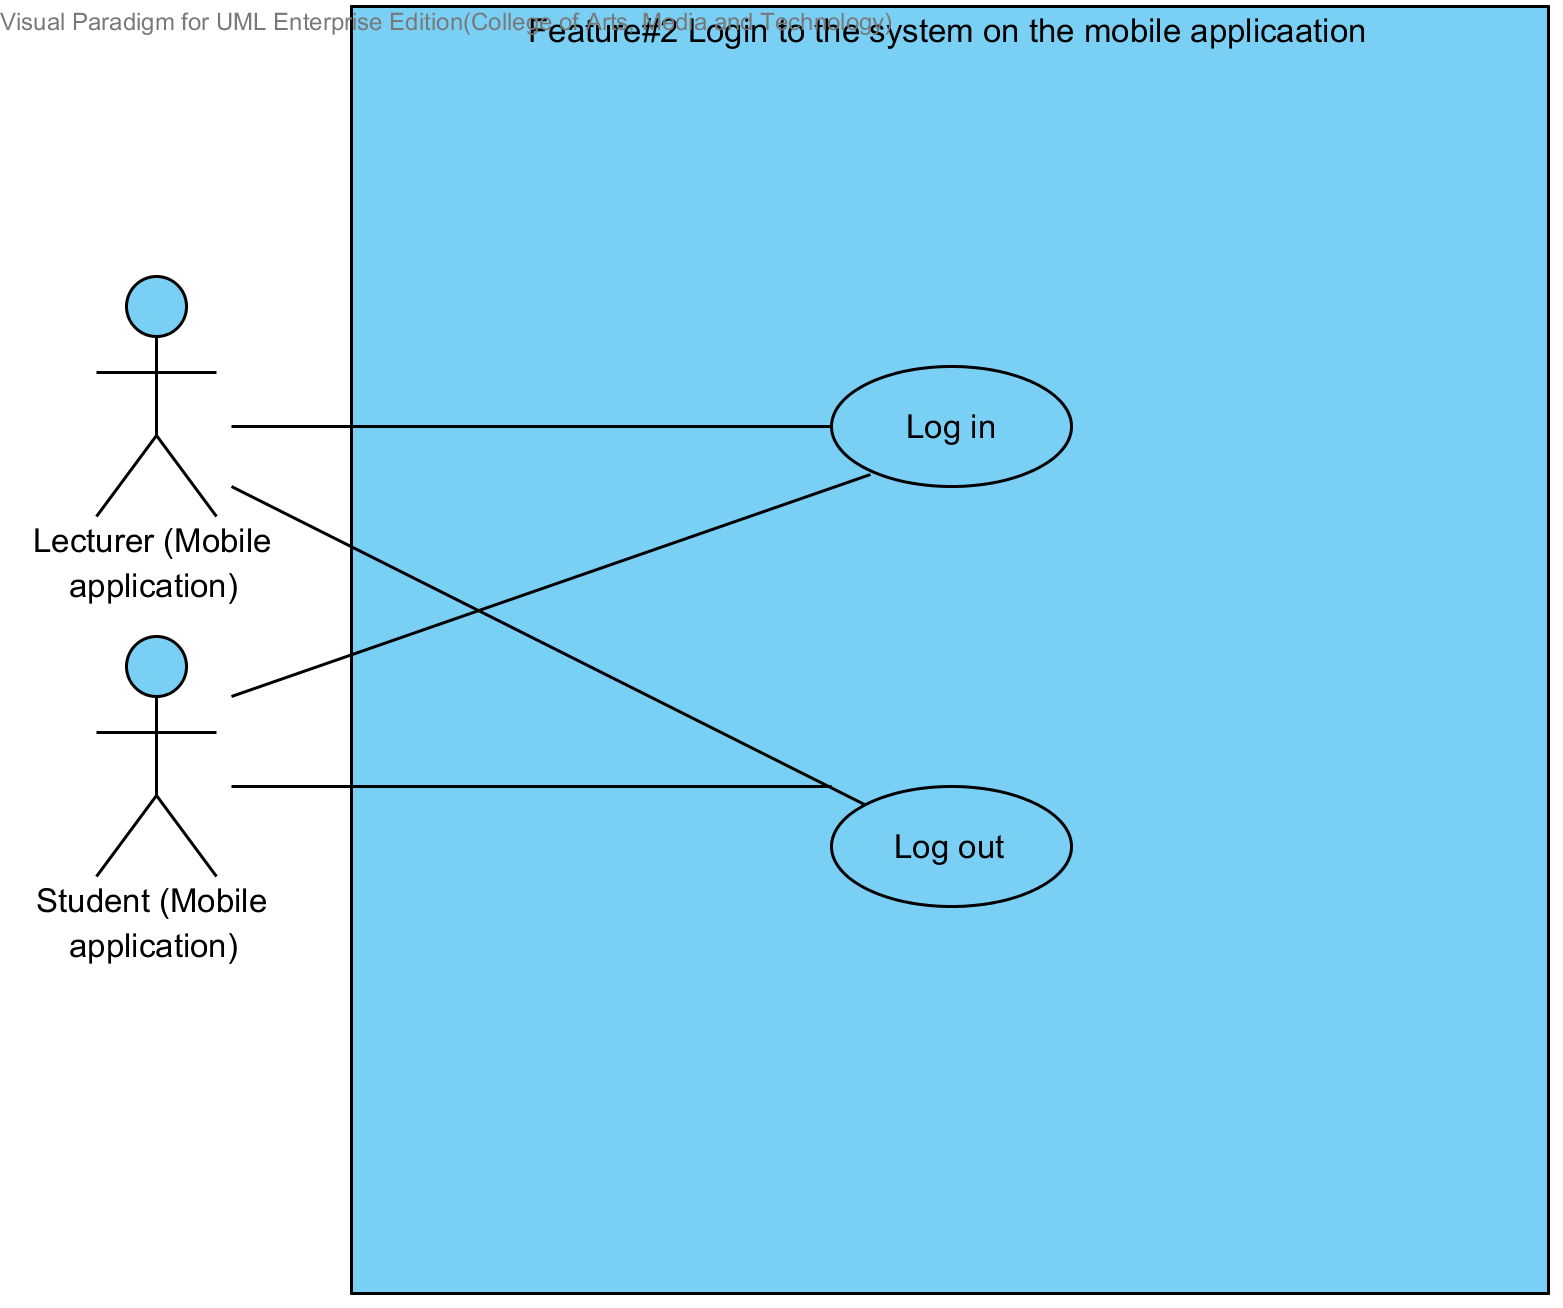 Visual Paradigm for UML Enterprise Edition(College of Arts, Media and Technology)
Feature#2 Login to the system on the mobile applicaation
Log in
Lecturer (Mobile
application)
Log out
Student (Mobile
application)